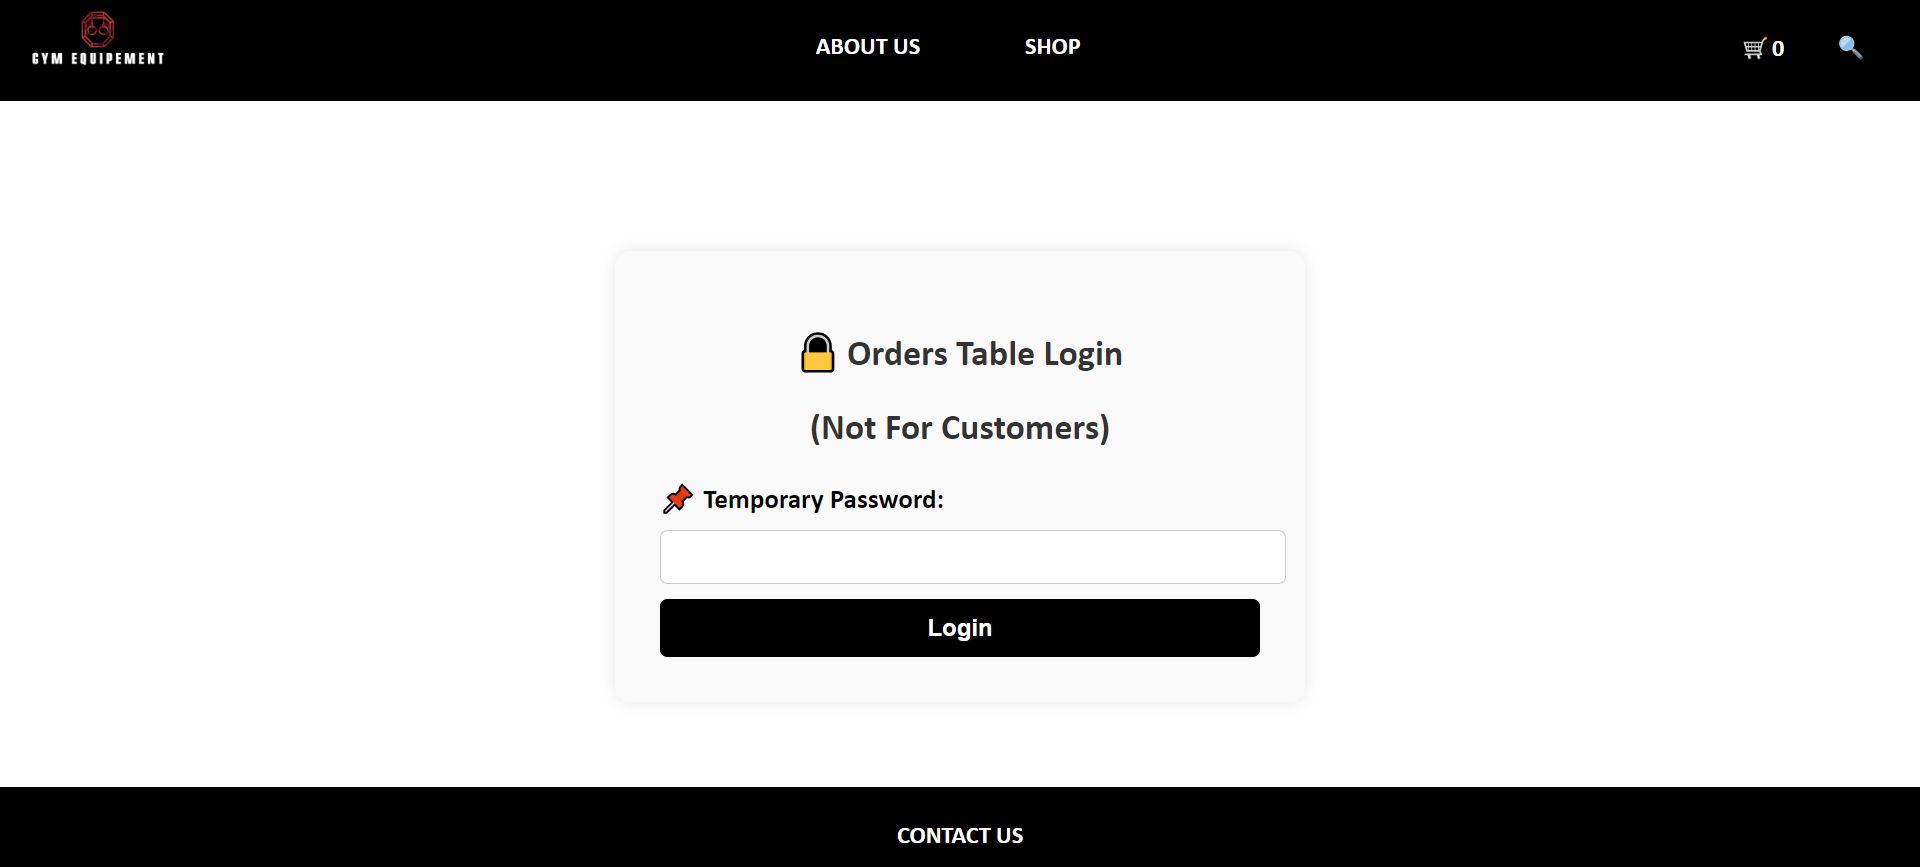 GYM EQUIPEMENT
ABOUT US
SHOP
0
Orders Table Login
(Not For Customers)
Temporary Password:
Login
CONTACT US